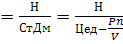 = Н/СтДм = Н/(Цед − Рп/V)